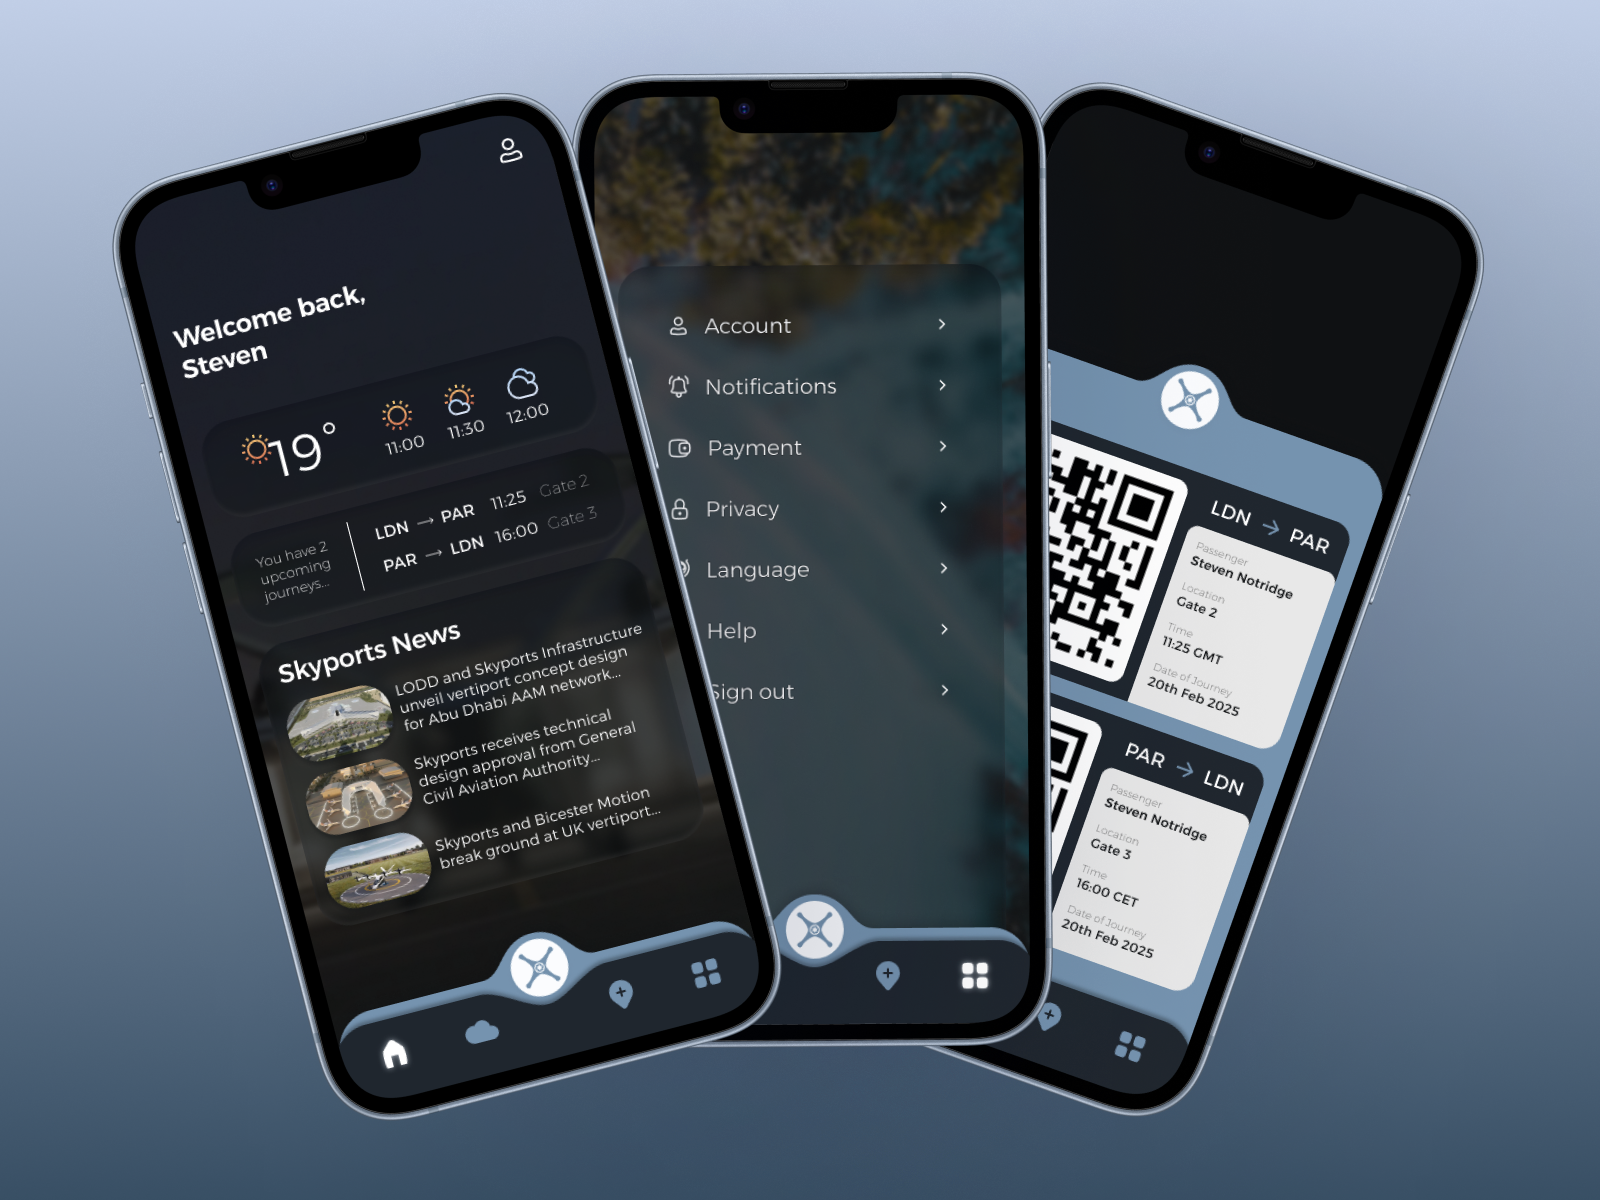 Welcome back,
Steven
19°
11:00
11:30
12:00
You have 2
upcoming
journeys...
LDN → PAR 11:25 Gate 2
PAR → LDN 16:00 Gate 3
Skyports News
LODD and Skyports Infrastructure
unveil vertiport concept design
for Abu Dhabi AAM network...
Skyports receives technical
design approval from General
Civil Aviation Authority...
Skyports and Bicester Motion
break ground at UK vertiport...
Account
Notifications
Payment
Privacy
Language
Help
Sign out
LDN → PAR
Passenger
Steven Notridge
Location
Gate 2
Time
11:25 GMT
Date of Journey
20th Feb 2025
PAR → LDN
Passenger
Steven Notridge
Location
Gate 3
Time
16:00 CET
Date of Journey
20th Feb 2025